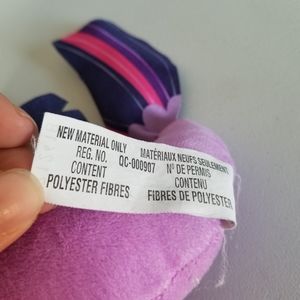 NEW MATERIAL ONLY MATÉRIAUX NEUFS SEULEMENT
REG. NO. QC-000907 N° DE PERMIS
CONTENT CONTENU
POLYESTER FIBRES FIBRES DE POLYESTER